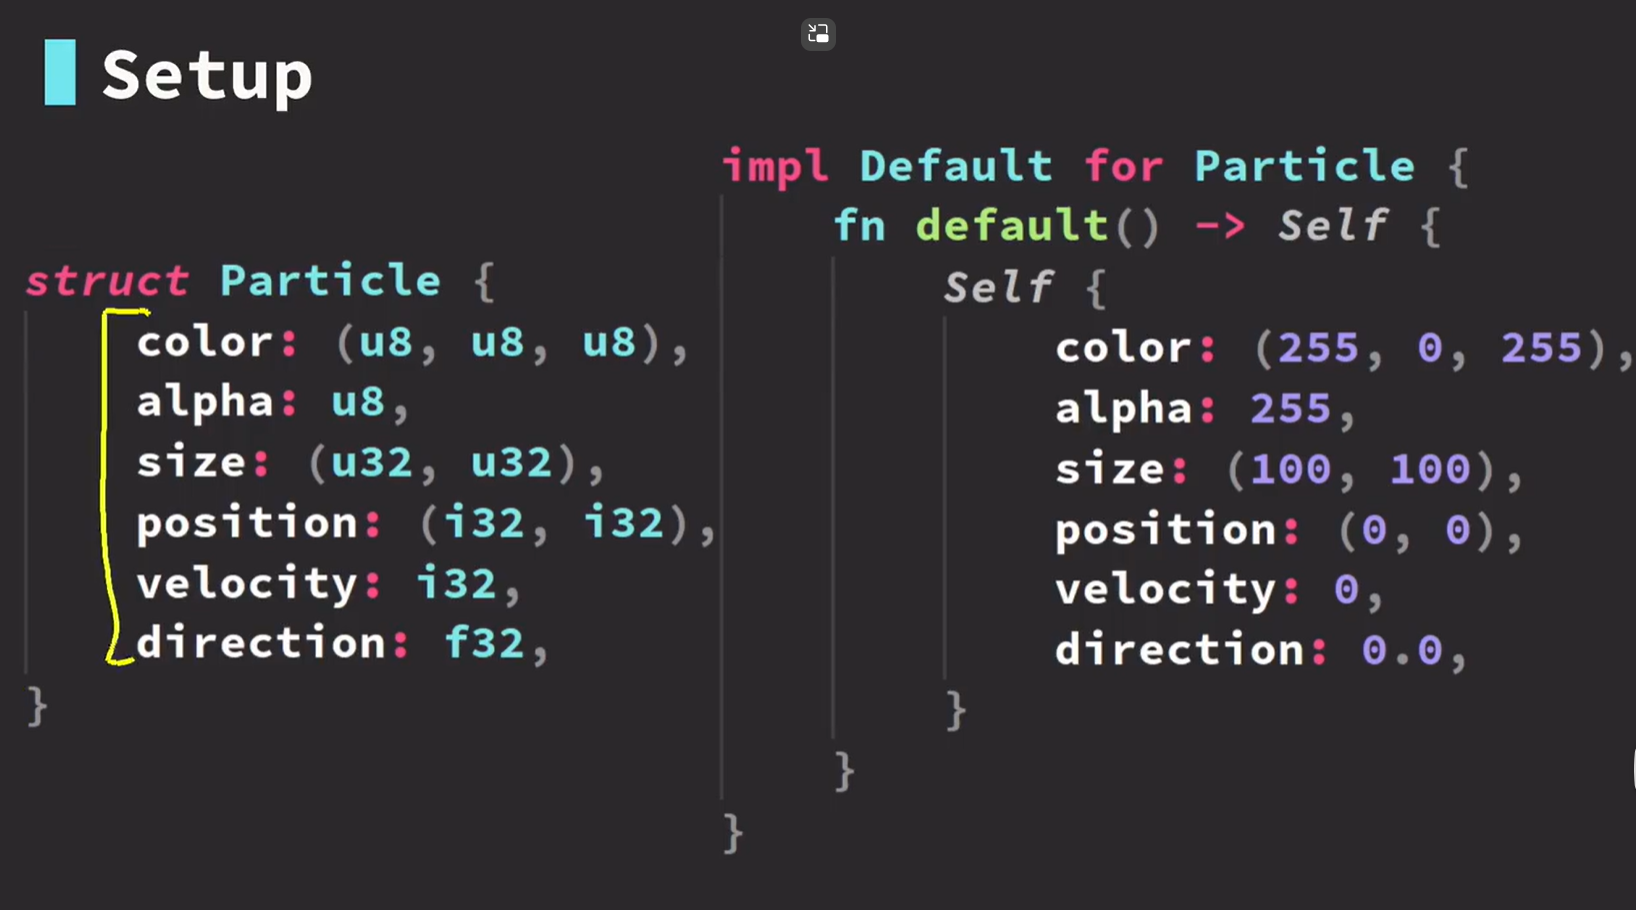 Setup
struct Particle {
color: (u8, u8, u8),
alpha: u8,
size: (u32, u32),
position: (i32, i32),
velocity: i32,
direction: f32,
}
impl Default for Particle {
fn default() -> Self {
Self {
color: (255, 0, 255),
alpha: 255,
size: (100, 100),
position: (0, 0),
velocity: 0,
direction: 0.0,
}
}
}